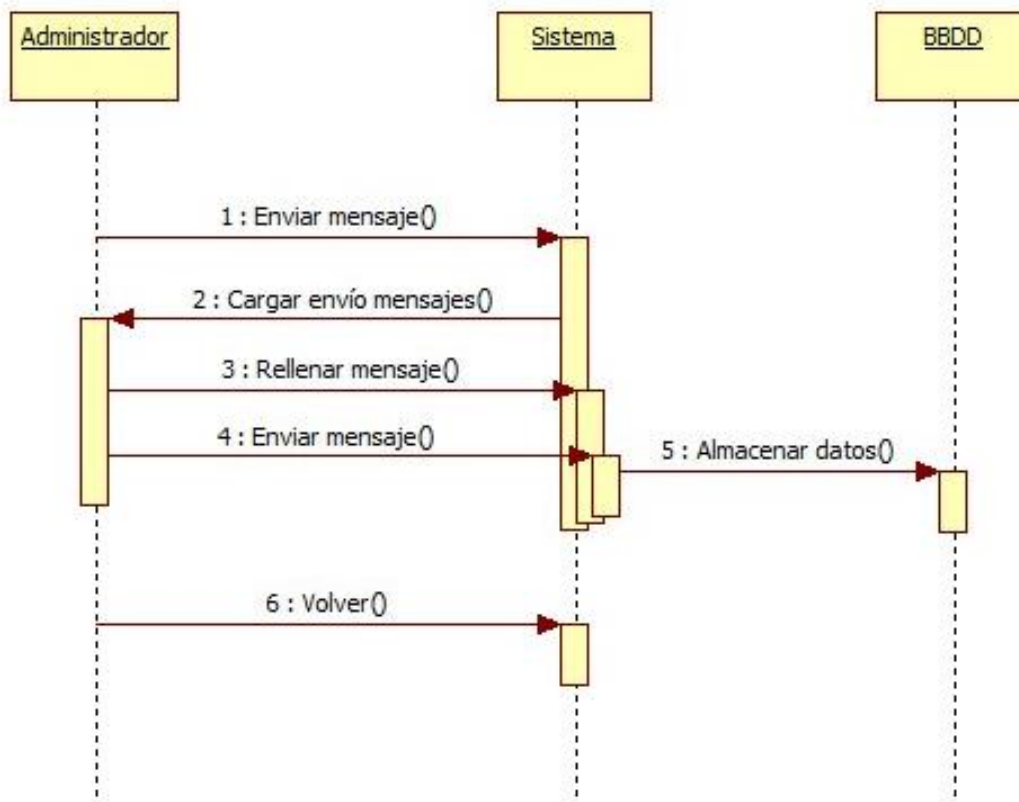 Administrador
Sistema
BBDD
1 : Enviar mensaje()
2 : Cargar envío mensajes()
3 : Rellenar mensaje()
4 : Enviar mensaje()
5 : Almacenar datos()
6 : Volver()